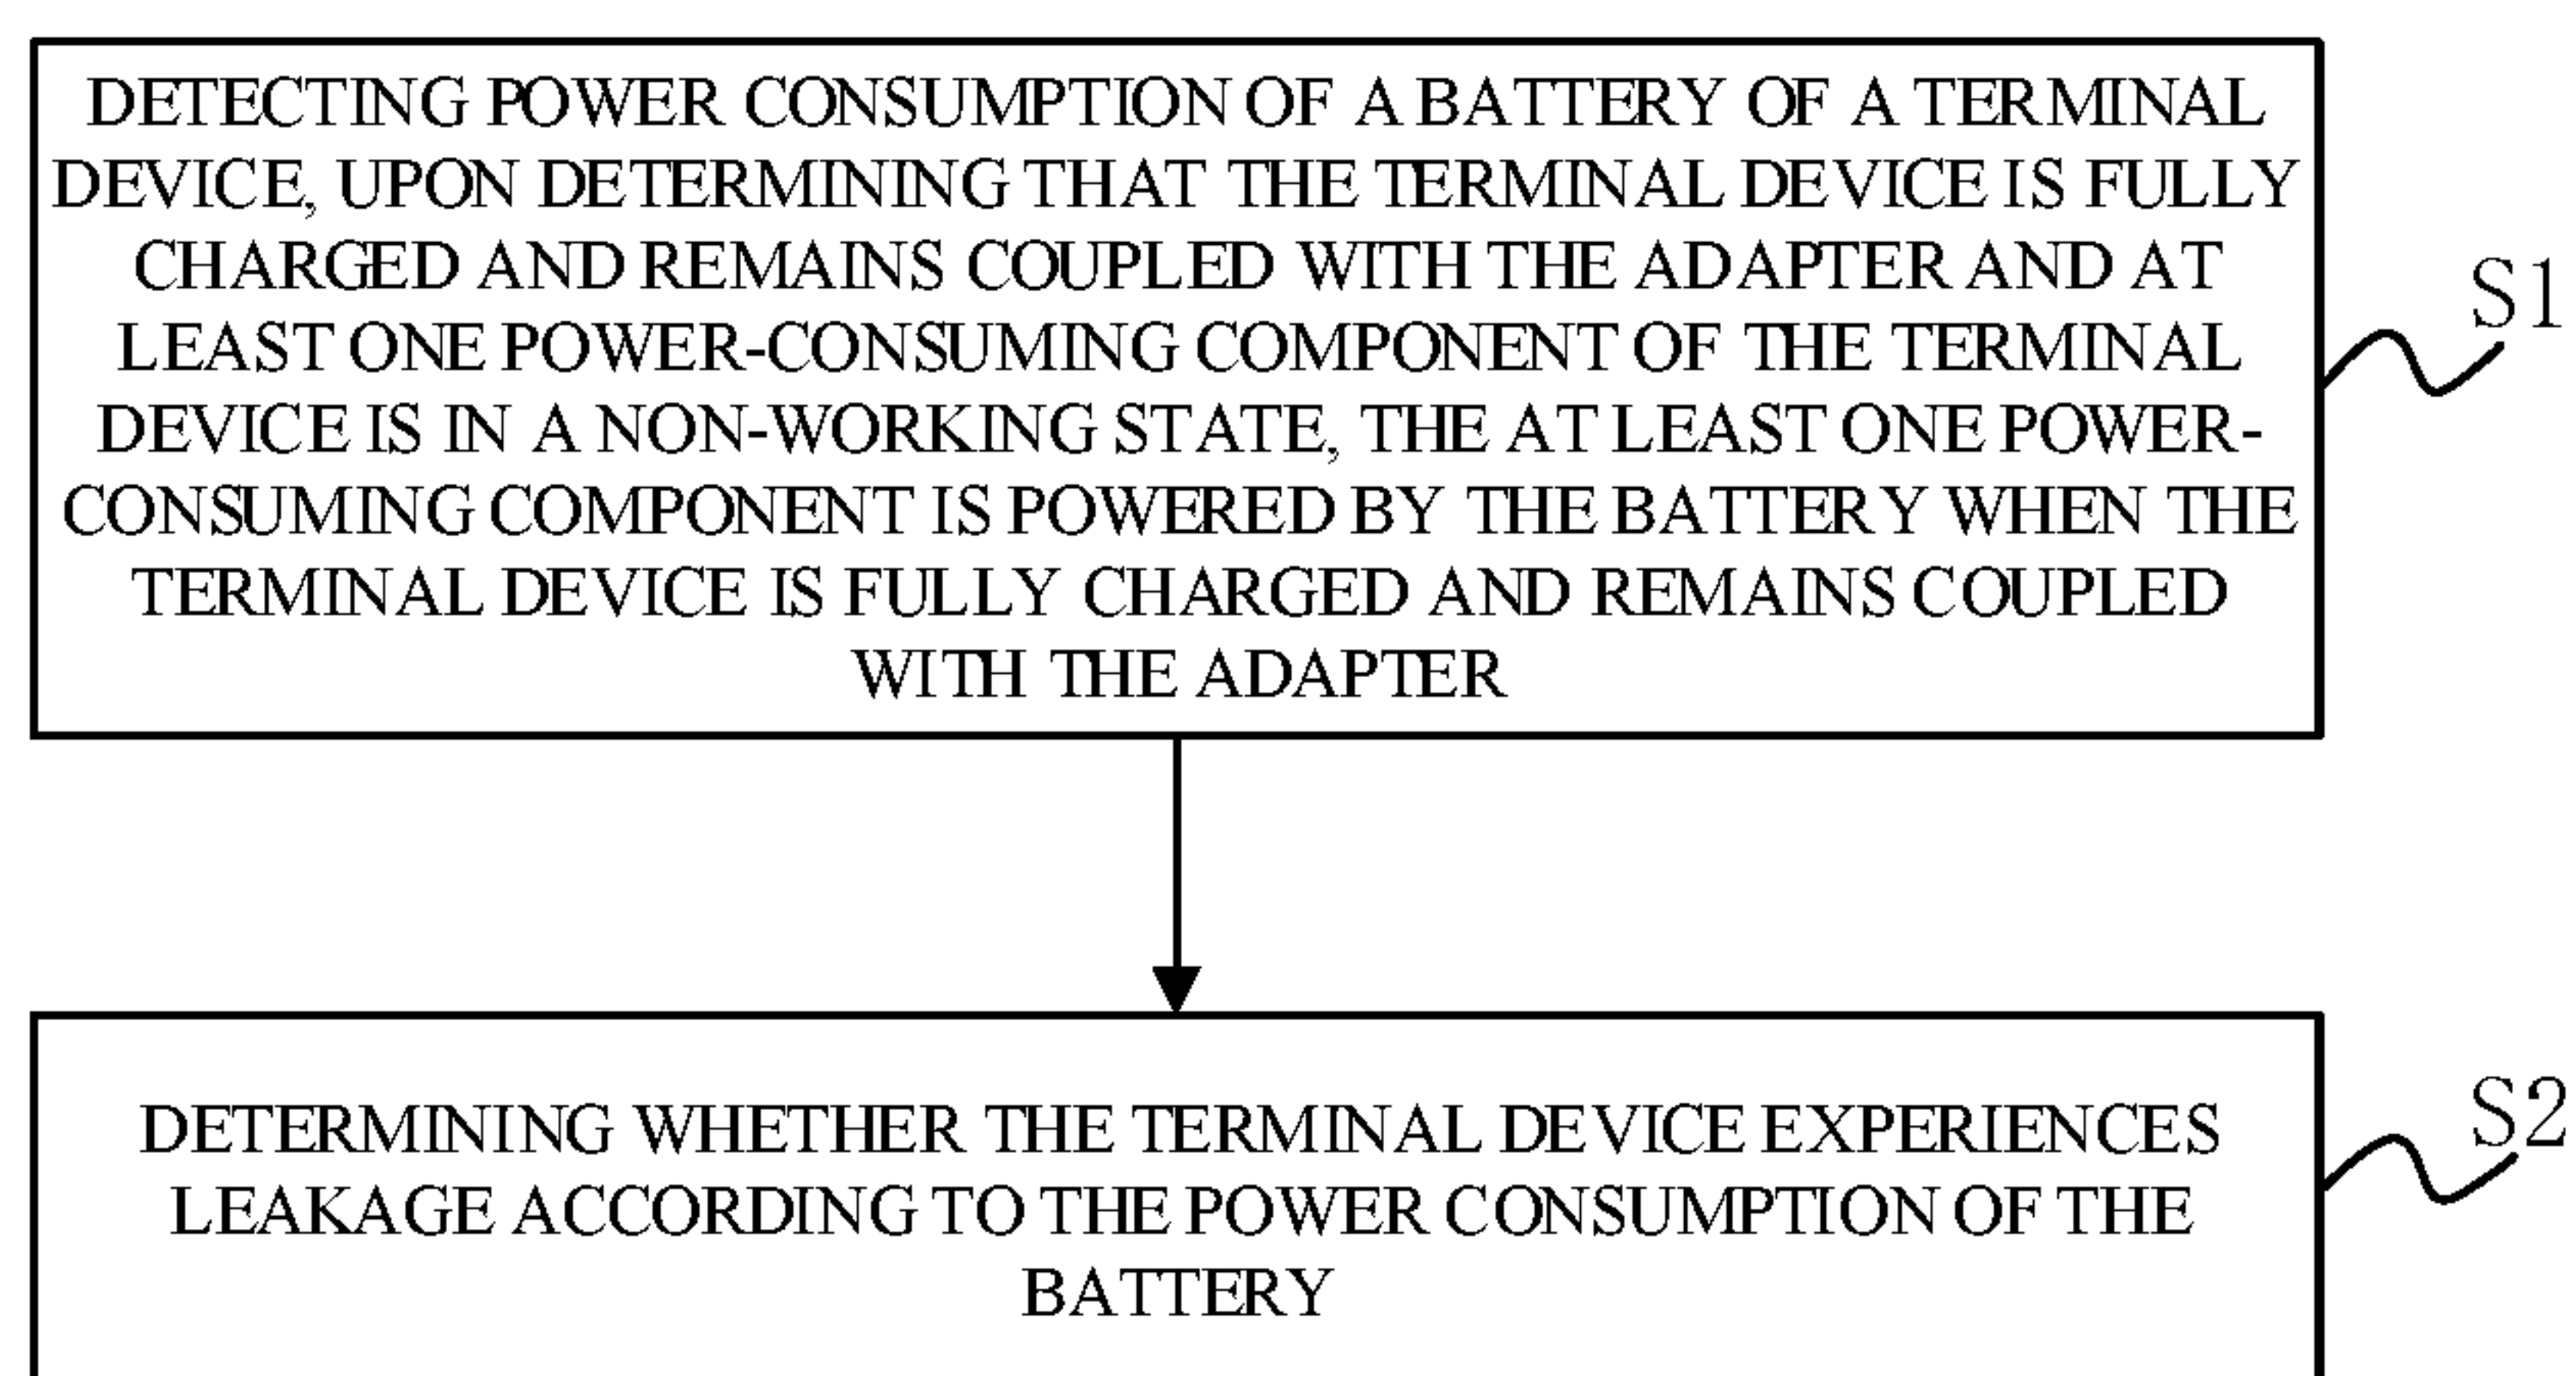 DETECTING POWER CONSUMPTION OF A BATTERY OF A TERMINAL
DEVICE, UPON DETERMINING THAT THE TERMINAL DEVICE IS FULLY
CHARGED AND REMAINS COUPLED WITH THE ADAPTER AND AT
LEAST ONE POWER-CONSUMING COMPONENT OF THE TERMINAL
DEVICE IS IN A NON-WORKING STATE, THE AT LEAST ONE POWER-
CONSUMING COMPONENT IS POWERED BY THE BATTERY WHEN THE
TERMINAL DEVICE IS FULLY CHARGED AND REMAINS COUPLED
WITH THE ADAPTER
S1
DETERMINING WHETHER THE TERMINAL DEVICE EXPERIENCES
LEAKAGE ACCORDING TO THE POWER CONSUMPTION OF THE
BATTERY
S2